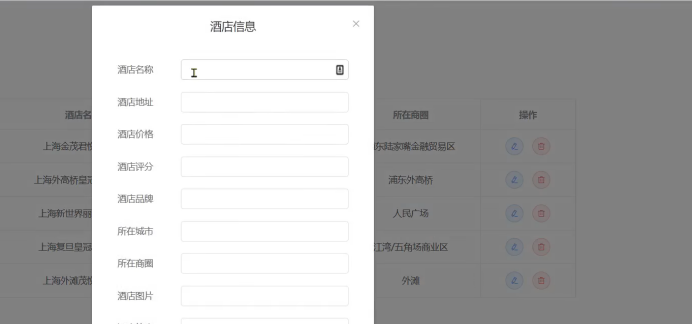 酒店信息
酒店名称
酒店地址
酒店名 所在商圈 操作
酒店价格
上海金茂君悦 东陆家嘴金融贸易区
酒店评分
上海外高桥皇冠 浦东外高桥
酒店品牌
上海新世界丽 人民广场
所在城市
上海复旦皇冠 江湾/五角场商业区
所在商圈
上海外滩茂悦 外滩
酒店图片